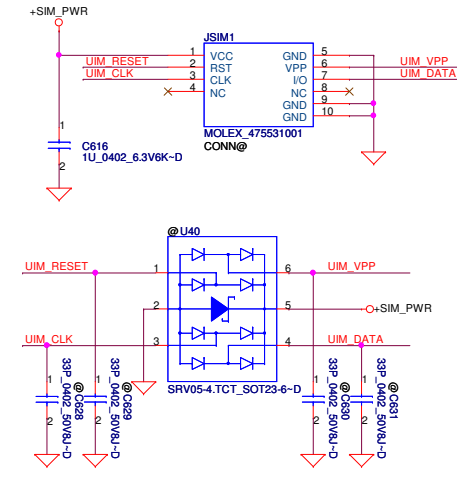 +SIM_PWR
JSIM1
UIM_RESET 1 VCC GND 5
2 RST VPP 6 UIM_VPP
UIM_CLK 3 CLK I/O 7 UIM_DATA
4 NC NC 8
GND 9
GND 10
MOLEX_475531001
CONN@
1
C616
1U_0402_6.3V6K~D
2
@U40
UIM_RESET 1 6 UIM_VPP
2 5 +SIM_PWR
UIM_CLK 3 4 UIM_DATA
SRV05-4.TCT_SOT23-6~D
1 2 @C628
33P_0402_50V8J~D
1 2 @C629
33P_0402_50V8J~D
1 2 @C630
33P_0402_50V8J~D
1 2 @C631
33P_0402_50V8J~D